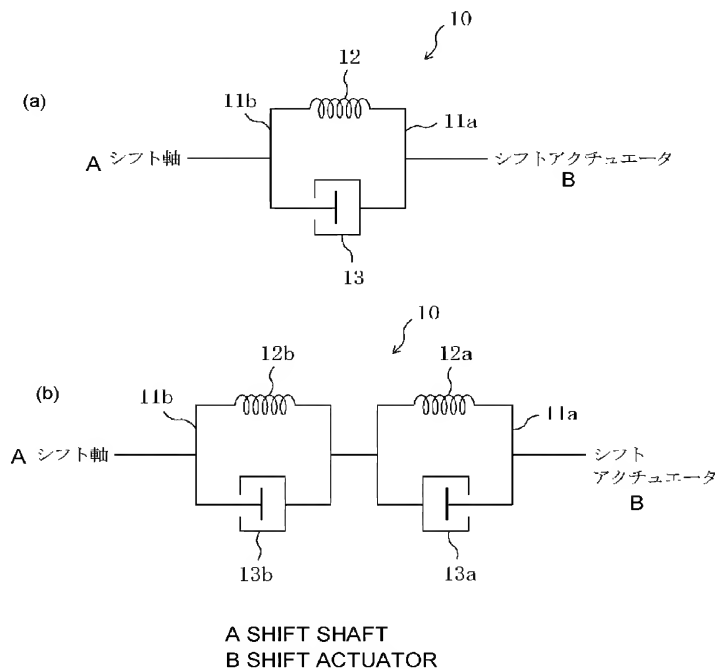 10
12
(a)
11b
11a
A シフト軸
シフトアクチュエータ
B
13
10
12b
12a
(b)
11b
11a
A シフト軸
シフト
アクチュエータ
B
13b
13a
A SHIFT SHAFT
B SHIFT ACTUATOR